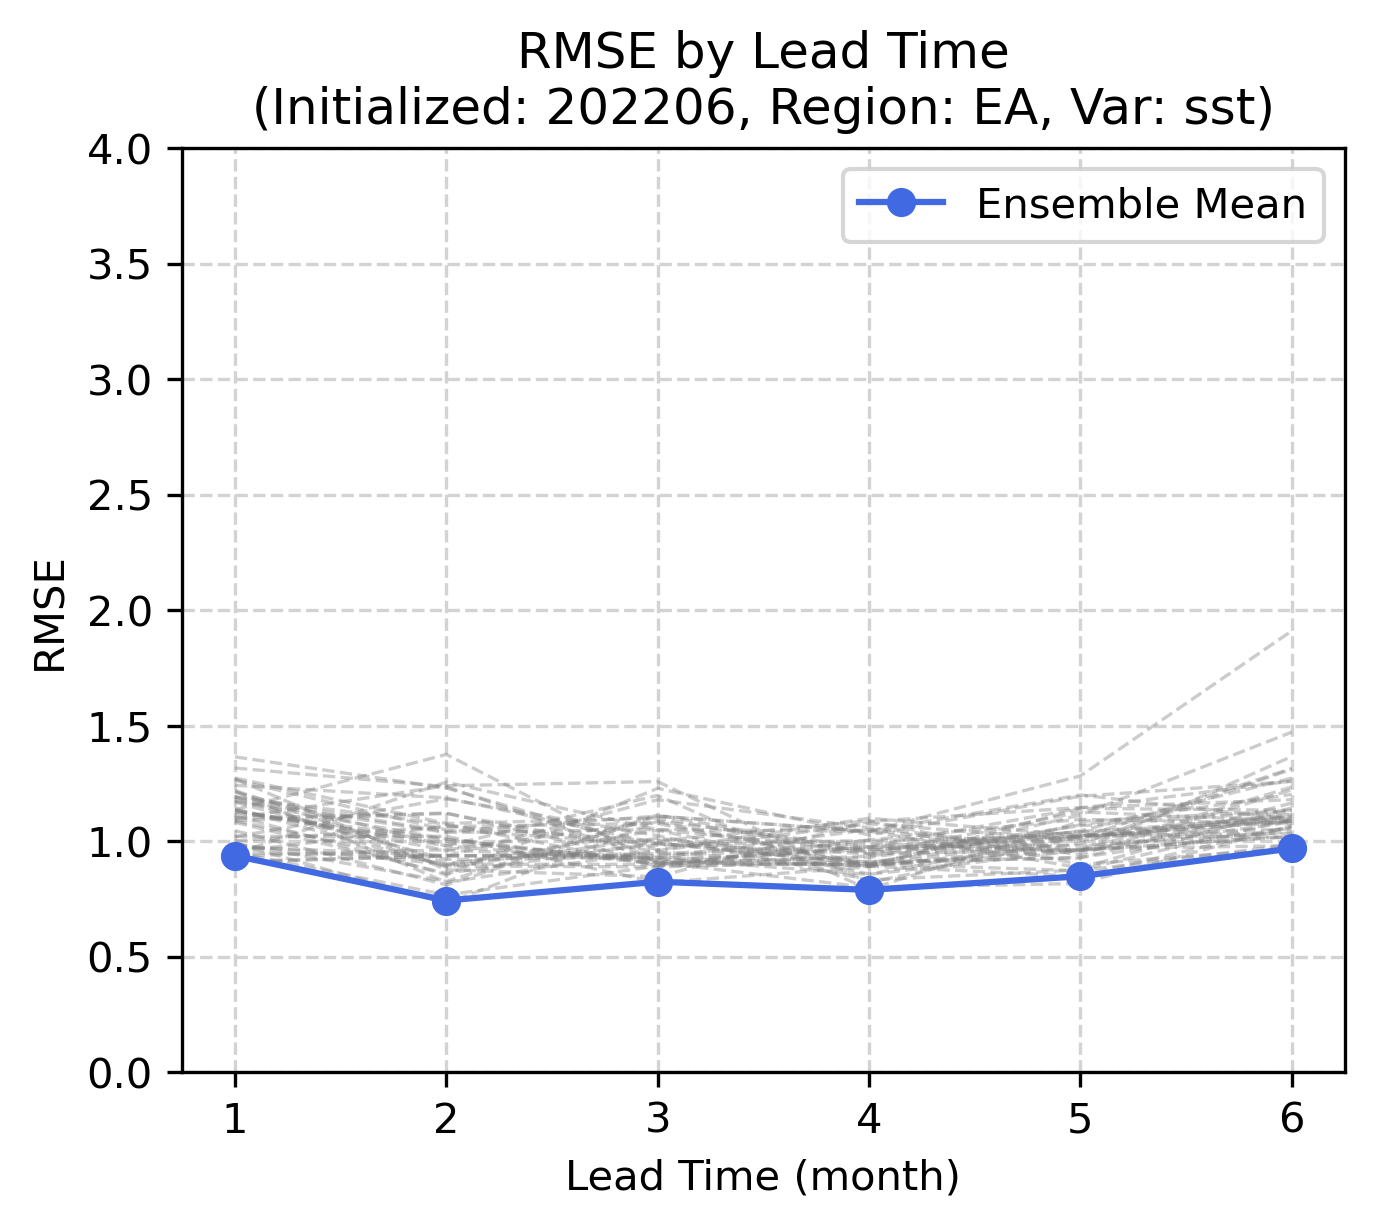 RMSE by Lead Time
(Initialized: 202206, Region: EA, Var: sst)
Ensemble Mean
4.0
3.5
3.0
2.5
2.0
1.5
1.0
0.5
0.0
RMSE
1 2 3 4 5 6
Lead Time (month)